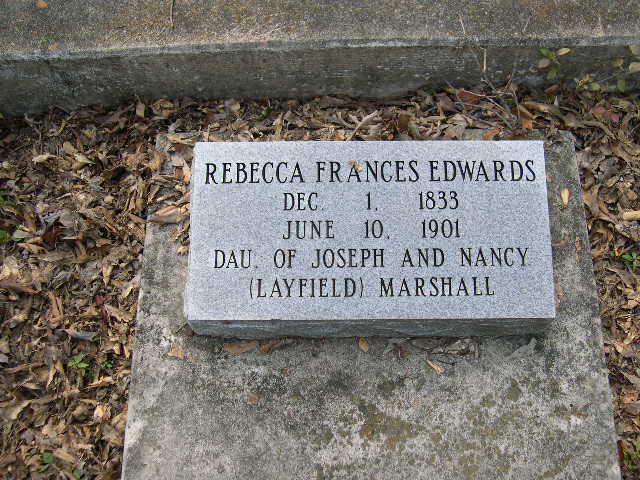 REBECCA FRANCES EDWARDS
DEC. 1, 1833
JUNE 10, 1901
DAU. OF JOSEPH AND NANCY
(LAYFIELD) MARSHALL